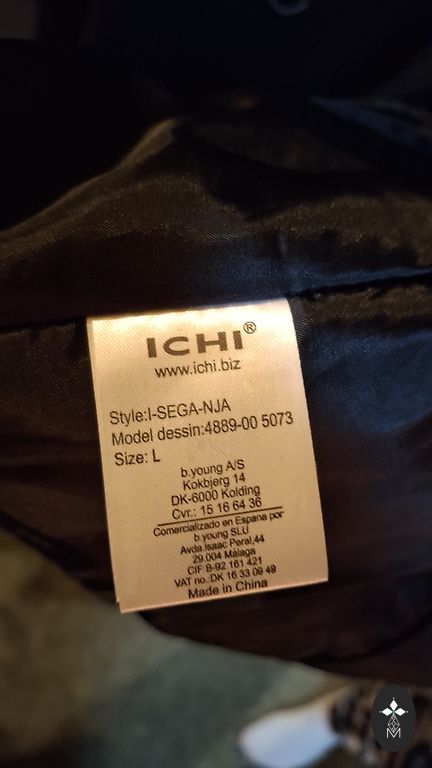 ICHI®
www.ichi.biz
Style:I-SEGA-NJA
Model dessin:4889-00 5073
Size: L
b.young A/S
Kokbjerg 14
DK-6000 Kolding
Cvr.: 15 16 64 36
Comercializado en Espana por
b.young SLU
Avda.Isaac Peral,44
29.004 Málaga
CIF:B-92 161 421
VAT no.:DK 16 53 09 49
Made in China
M